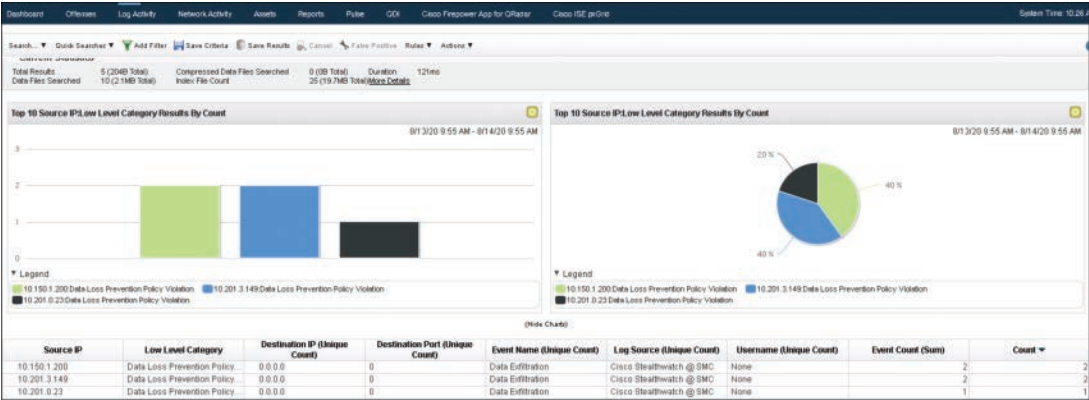 Dashboard Offenses Log Activity Network Activity Assets Reports Pulse Cisco Firepower App for QRadar Cisco ISE pxGrid System Time: 10:26 A
Search... Quick Searches Add Filter Save Criteria Save Results Cancel False Positive Rules Actions
Current Statistics
Total Results 5 (204B Total) Compressed Data Files Searched 0 (0B Total) Duration 121ms
Data Files Searched 10 (2.1MB Total) Index File Count 25 (19.7MB Total) More Details
Top 10 Source IP:Low Level Category Results By Count
8/13/20 9:55 AM - 8/14/20 9:55 AM
3
2
1
0
Legend
10.150.1.200:Data Loss Prevention Policy Violation 10.201.3.149:Data Loss Prevention Policy Violation
10.201.0.23:Data Loss Prevention Policy Violation
Top 10 Source IP:Low Level Category Results By Count
8/13/20 9:55 AM - 8/14/20 9:55 AM
20 %
40 %
40 %
Legend
10.150.1.200:Data Loss Prevention Policy Violation 10.201.3.149:Data Loss Prevention Policy Violation
10.201.0.23:Data Loss Prevention Policy Violation
(Hide Charts)
Source IP Low Level Category Destination IP (Unique Count) Destination Port (Unique Count) Event Name (Unique Count) Log Source (Unique Count) Username (Unique Count) Event Count (Sum) Count
10.150.1.200 Data Loss Prevention Policy... 0.0.0.0 0 Data Exfiltration Cisco Stealthwatch @ SMC None 2 2
10.201.3.149 Data Loss Prevention Policy... 0.0.0.0 0 Data Exfiltration Cisco Stealthwatch @ SMC None 2 2
10.201.0.23 Data Loss Prevention Policy... 0.0.0.0 0 Data Exfiltration Cisco Stealthwatch @ SMC None 1 1